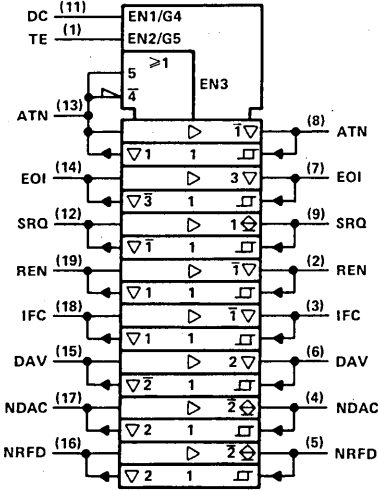 DC (11) EN1/G4
TE (1) EN2/G5
≥1
5 EN3
ATN (13) 4̅
▷ 1̅ ▽ (8) ATN
▽ 1 1
EOI (14) ▷ 3 ▽ (7) EOI
▽ 3̅ 1
SRQ (12) ▷ 1 (9) SRQ
▽ 1̅ 1
REN (19) ▷ 1̅ ▽ (2) REN
▽ 1 1
IFC (18) ▷ 1̅ ▽ (3) IFC
▽ 1 1
DAV (15) ▷ 2 ▽ (6) DAV
▽ 2̅ 1
NDAC (17) ▷ 2̅ (4) NDAC
▽ 2 1
NRFD (16) ▷ 2̅ (5) NRFD
▽ 2 1